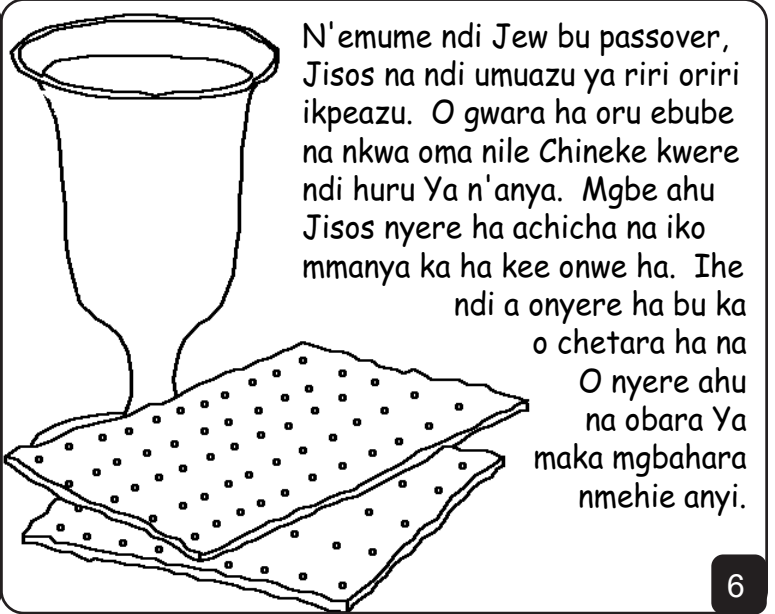 N'emume ndi Jew bu passover,
Jisos na ndi umuazu ya riri oriri
ikpeazu.  O gwara ha oru ebube
na nkwa oma nile Chineke kwere
ndi huru Ya n'anya.  Mgbe ahu
Jisos nyere ha achicha na iko
mmanya ka ha kee onwe ha.  Ihe
ndi a onyere ha bu ka
o chetara ha na
O nyere ahu
na obara Ya
maka mgbahara
nmehie anyi.
6